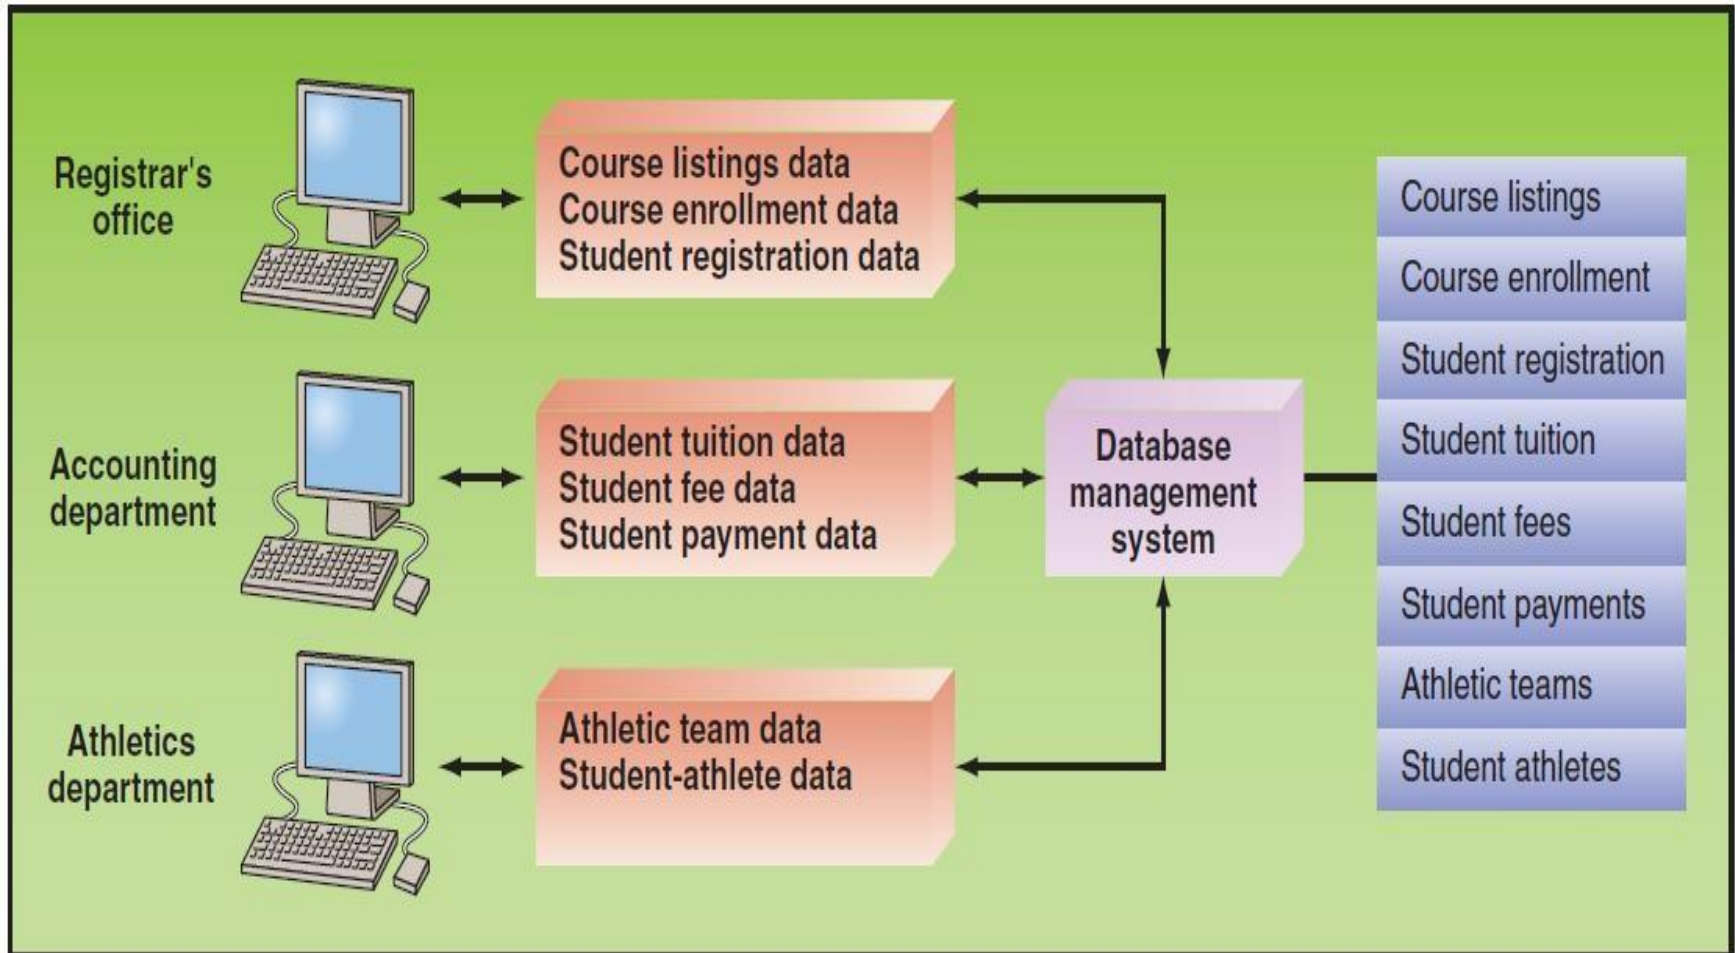 Registrar's
office
Course listings data
Course enrollment data
Student registration data
Accounting
department
Student tuition data
Student fee data
Student payment data
Athletics
department
Athletic team data
Student-athlete data
Database
management
system
Course listings
Course enrollment
Student registration
Student tuition
Student fees
Student payments
Athletic teams
Student athletes